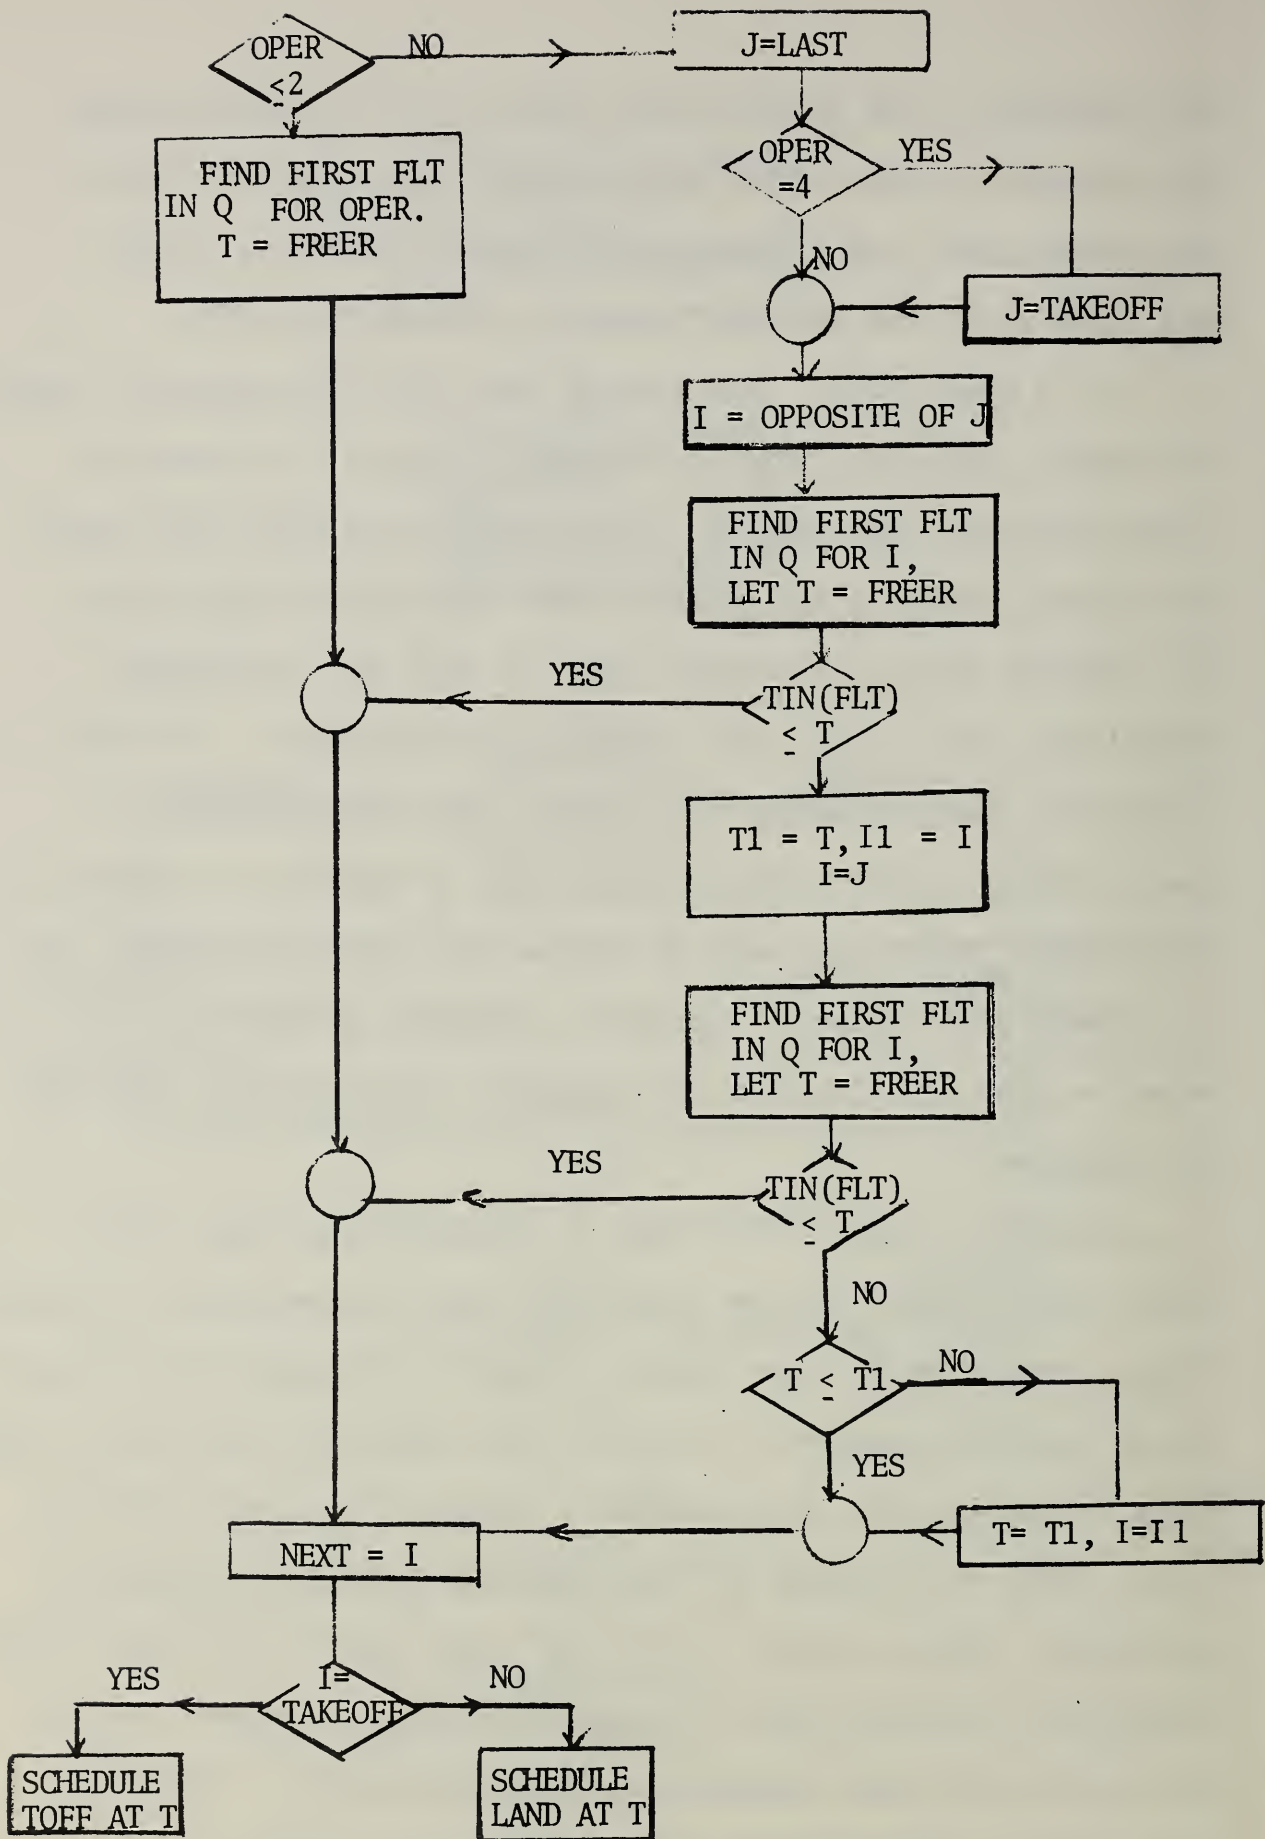 OPER
≤2
NO
J=LAST
FIND FIRST FLT
IN Q FOR OPER.
T = FREER
OPER
=4
YES
NO
J=TAKEOFF
I = OPPOSITE OF J
FIND FIRST FLT
IN Q FOR I,
LET T = FREER
YES
TIN(FLT)
≤ T
T1 = T, I1 = I
I=J
FIND FIRST FLT
IN Q FOR I,
LET T = FREER
YES
TIN(FLT)
≤ T
NO
T ≤ T1
NO
YES
T= T1, I=I1
NEXT = I
YES
I=
TAKEOFF
NO
SCHEDULE
TOFF AT T
SCHEDULE
LAND AT T